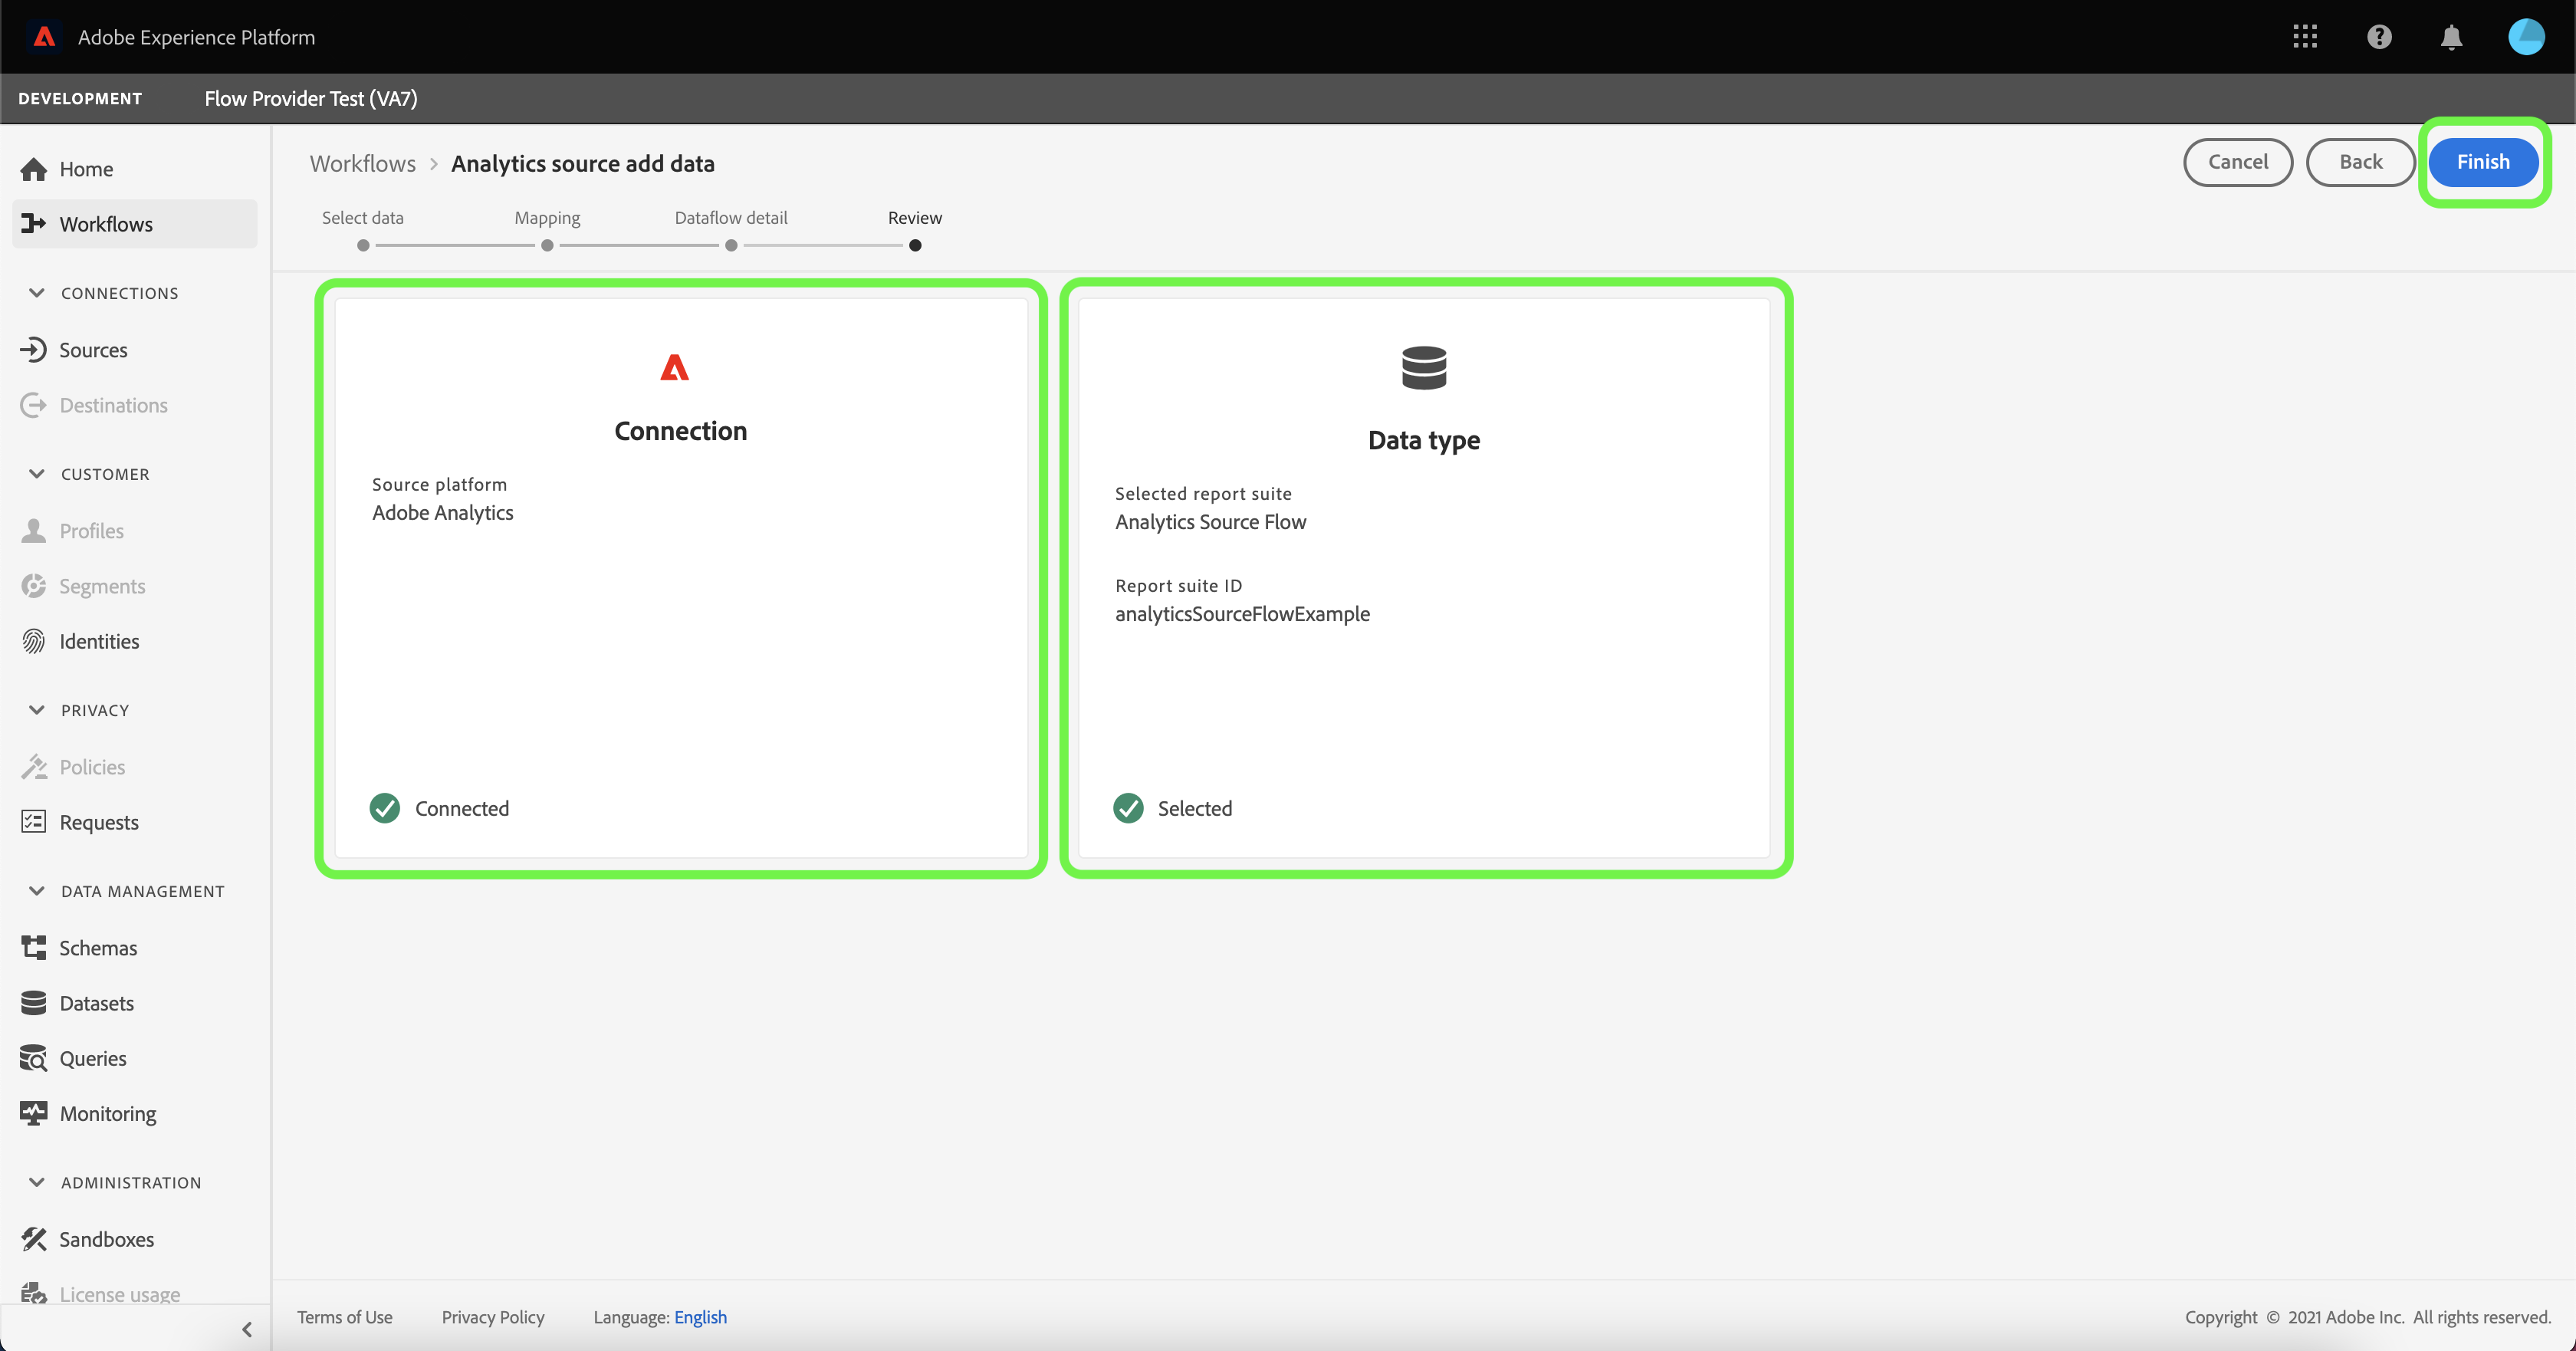 Adobe Experience Platform
DEVELOPMENT
Flow Provider Test (VA7)
Home
Workflows
CONNECTIONS
Sources
Destinations
CUSTOMER
Profiles
Segments
Identities
PRIVACY
Policies
Requests
DATA MANAGEMENT
Schemas
Datasets
Queries
Monitoring
ADMINISTRATION
Sandboxes
License usage
Workflows > Analytics source add data
Cancel
Back
Finish
Select data
Mapping
Dataflow detail
Review
Connection
Source platform
Adobe Analytics
Connected
Data type
Selected report suite
Analytics Source Flow
Report suite ID
analyticsSourceFlowExample
Selected
Terms of Use
Privacy Policy
Language: English
Copyright © 2021 Adobe Inc. All rights reserved.